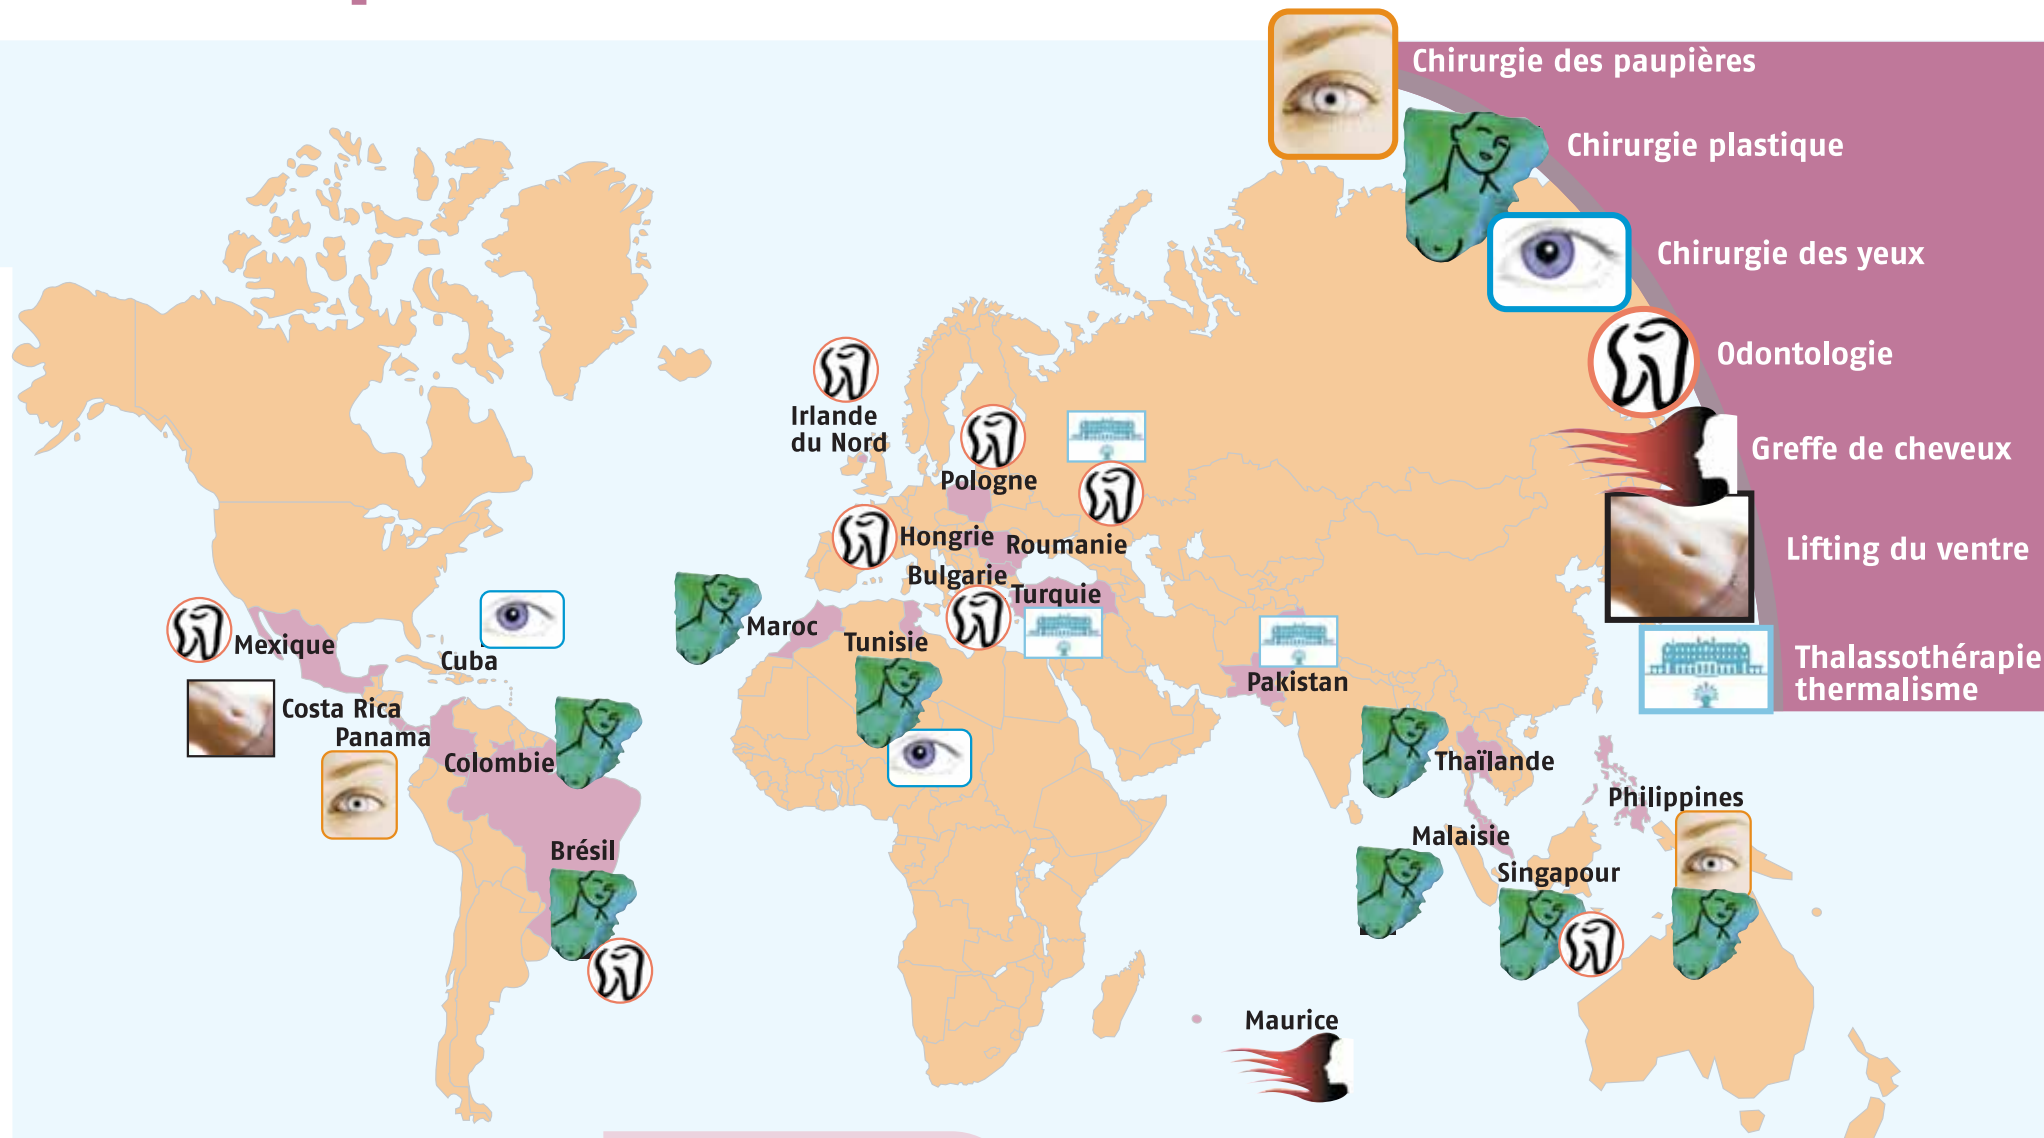 Chirurgie des paupières
Chirurgie plastique
Chirurgie des yeux
Odontologie
Greffe de cheveux
Lifting du ventre
Thalassothérapie
thermalisme
Irlande
du Nord
Pologne
Hongrie
Roumanie
Bulgarie
Turquie
Maroc
Tunisie
Mexique
Cuba
Costa Rica
Panama
Colombie
Brésil
Pakistan
Thaïlande
Philippines
Malaisie
Singapour
Maurice